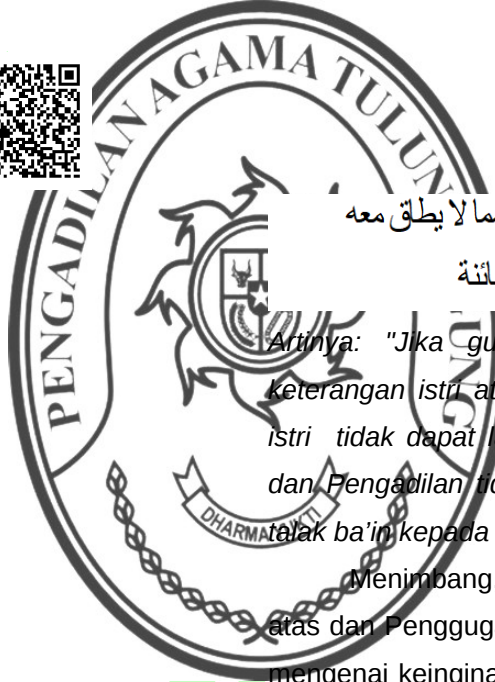 PENGADILAN AGAMA TULUN UNG
ما لا يطاق معه
ائنة
Artinya: "Jika gu
keterangan istri at
istri tidak dapat l
dan Pengadilan tid
DHARMA
talak ba'in kepada
Menimbang
atas dan Penggug
mengenai keingina